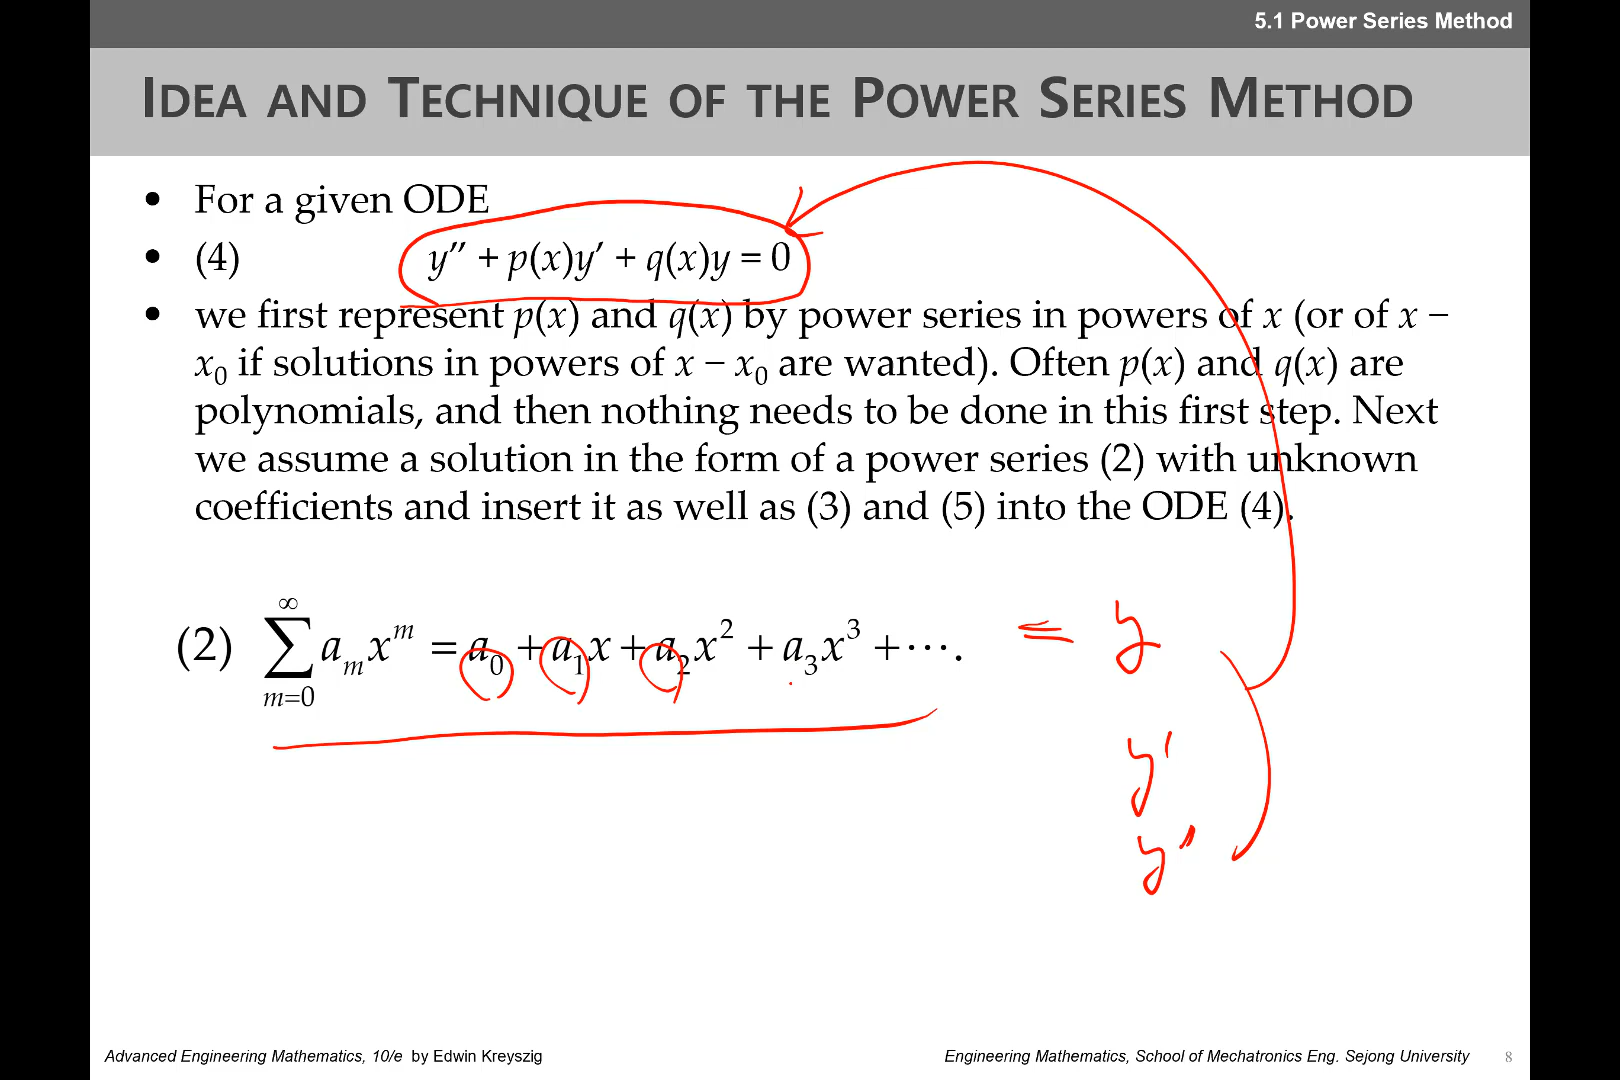 5.1 Power Series Method
IDEA AND TECHNIQUE OF THE POWER SERIES METHOD
• For a given ODE
• (4) y″ + p(x)y′ + q(x)y = 0
• we first represent p(x) and q(x) by power series in powers of x (or of x −
x₀ if solutions in powers of x − x₀ are wanted). Often p(x) and q(x) are
polynomials, and then nothing needs to be done in this first step. Next
we assume a solution in the form of a power series (2) with unknown
coefficients and insert it as well as (3) and (5) into the ODE (4).
(2) ∑_{m=0}^{∞} aₘxᵐ = a₀ + a₁x + a₂x² + a₃x³ + ⋯. = y
y′
y″
Advanced Engineering Mathematics, 10/e by Edwin Kreyszig
Engineering Mathematics, School of Mechatronics Eng. Sejong University 8